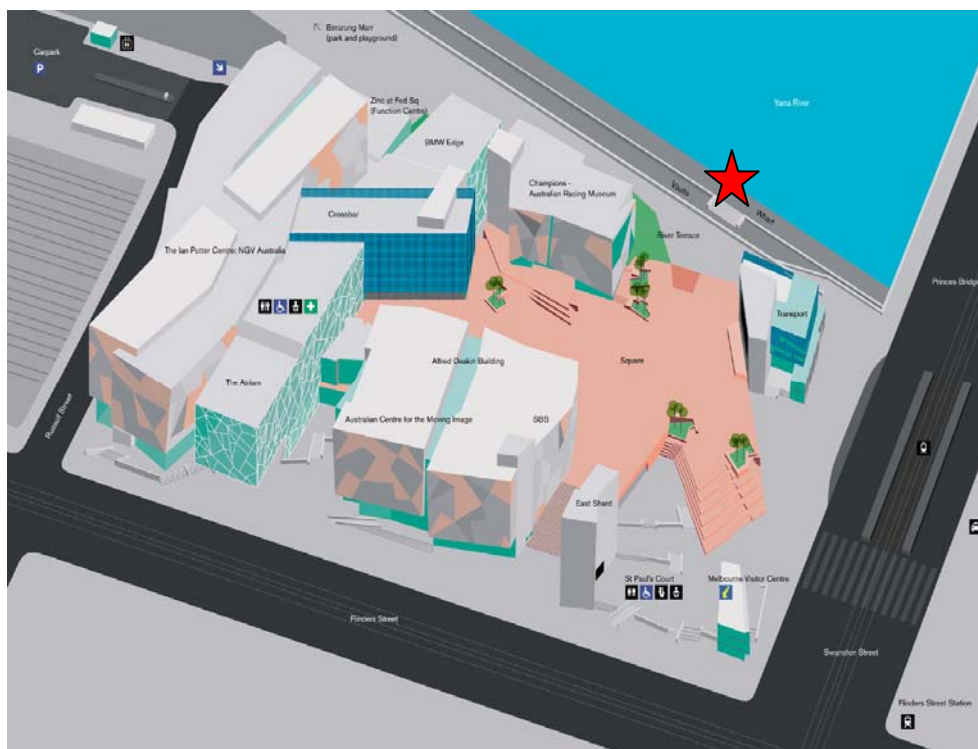 Birrarung Marr
(park and playground)
Carpark
P
Zinc at Fed Sq
(Function Centre)
BMW Edge
Yarra River
Champions -
Australian Racing Museum
Vaults
Wharf
Crossbar
River Terrace
The Ian Potter Centre: NGV Australia
Princes Bridge
Transport
Alfred Deakin Building
Square
The Atrium
Russell Street
Australian Centre for the Moving Image
SBS
East Shard
St Paul's Court
Melbourne Visitor Centre
Flinders Street
Swanston Street
Flinders Street Station